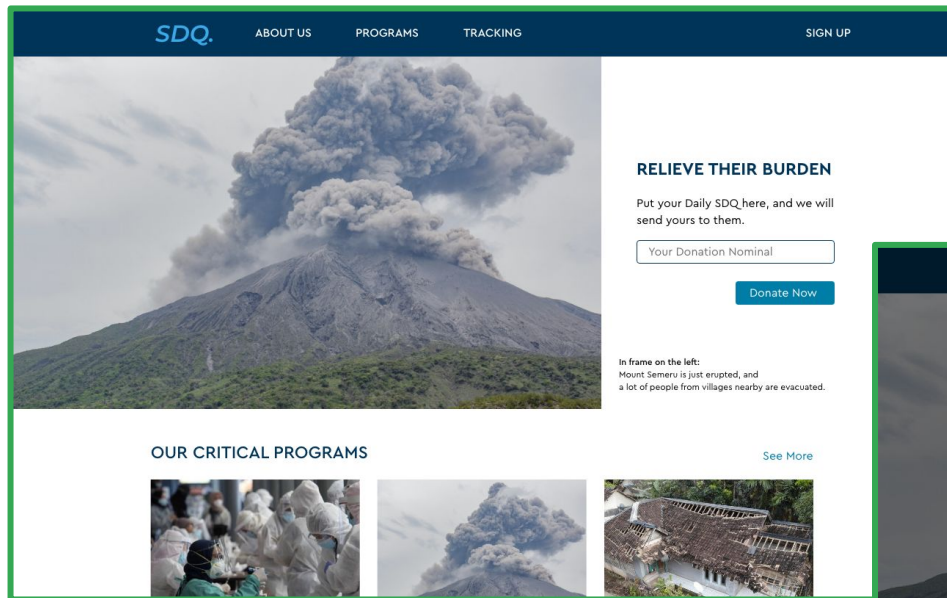 SDQ. ABOUT US PROGRAMS TRACKING SIGN UP
RELIEVE THEIR BURDEN
Put your Daily SDQ here, and we will
send yours to them.
Your Donation Nominal
Donate Now
In frame on the left:
Mount Semeru is just erupted, and
a lot of people from villages nearby are evacuated.
OUR CRITICAL PROGRAMS See More